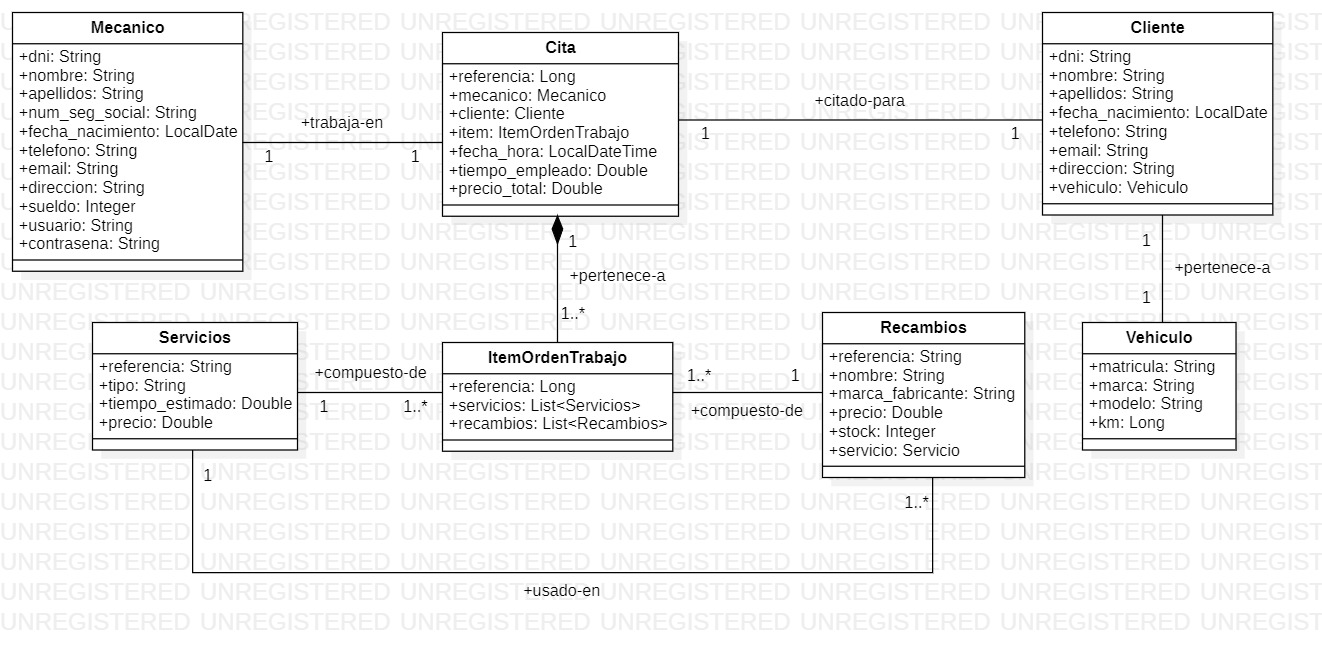 Mecanico
+dni: String
+nombre: String
+apellidos: String
+num_seg_social: String
+fecha_nacimiento: LocalDate
+telefono: String
+email: String
+direccion: String
+sueldo: Integer
+usuario: String
+contrasena: String
+trabaja-en
1
1
Cita
+referencia: Long
+mecanico: Mecanico
+cliente: Cliente
+item: ItemOrdenTrabajo
+fecha_hora: LocalDateTime
+tiempo_empleado: Double
+precio_total: Double
+citado-para
1
1
Cliente
+dni: String
+nombre: String
+apellidos: String
+fecha_nacimiento: LocalDate
+telefono: String
+email: String
+direccion: String
+vehiculo: Vehiculo
1
+pertenece-a
1..*
1
+pertenece-a
1
Servicios
+referencia: String
+tipo: String
+tiempo_estimado: Double
+precio: Double
+compuesto-de
1
1..*
ItemOrdenTrabajo
+referencia: Long
+servicios: List<Servicios>
+recambios: List<Recambios>
1..*
1
+compuesto-de
Recambios
+referencia: String
+nombre: String
+marca_fabricante: String
+precio: Double
+stock: Integer
+servicio: Servicio
Vehiculo
+matricula: String
+marca: String
+modelo: String
+km: Long
1
1..*
+usado-en
UNREGISTERED